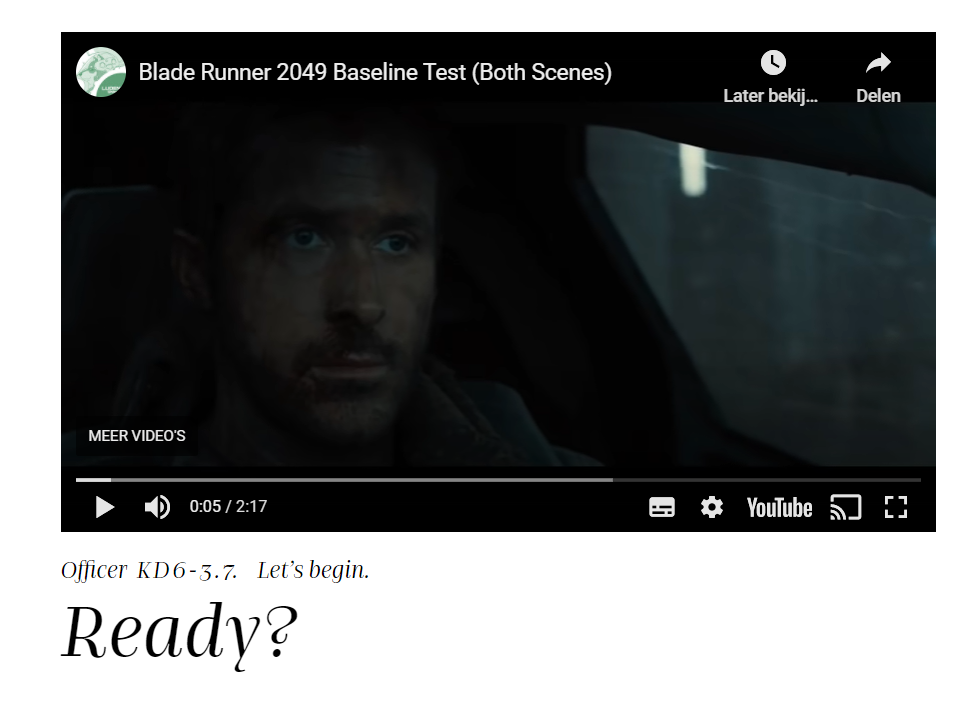 Blade Runner 2049 Baseline Test (Both Scenes)
Later bekij...
Delen
MEER VIDEO'S
0:05 / 2:17
YouTube
Officer KD6-3.7. Let's begin.
Ready?